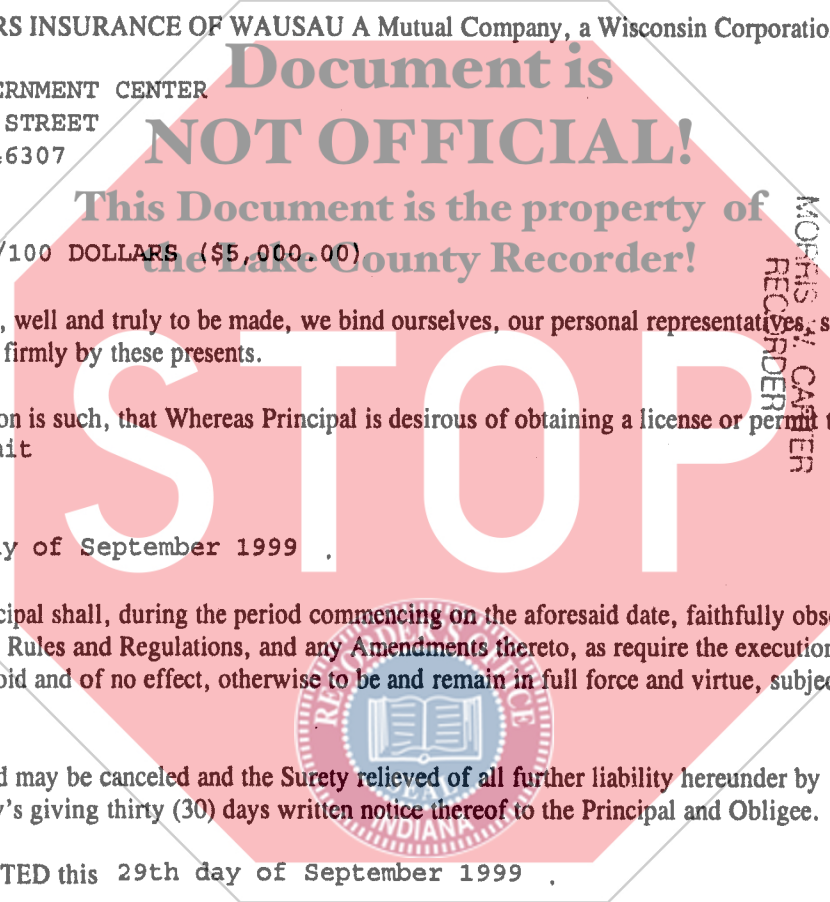 RS INSURANCE OF WAUSAU A Mutual Company, a Wisconsin Corporatio
Document is
ERNMENT CENTER
STREET
NOT OFFICIAL!
46307
This Document is the property of
/100 DOLLARS ($5,000.00)
the Lake County Recorder!
MORRIS W. CARTER
RECORDER
, well and truly to be made, we bind ourselves, our personal representatives, s
firmly by these presents.
STOP
on is such, that Whereas Principal is desirous of obtaining a license or permit t
mit
ay of September 1999 .
cipal shall, during the period commencing on the aforesaid date, faithfully obs
Rules and Regulations, and any Amendments thereto, as require the execution
oid and of no effect, otherwise to be and remain in full force and virtue, subjec
RECORDER'S OFFICE
SEAL
INDIANA
d may be canceled and the Surety relieved of all further liability hereunder by
y's giving thirty (30) days written notice thereof to the Principal and Obligee.
TED this 29th day of September 1999 .